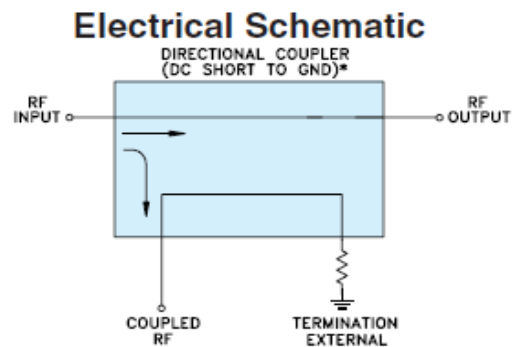 Electrical Schematic
DIRECTIONAL COUPLER
(DC SHORT TO GND)*
RF
INPUT
RF
OUTPUT
COUPLED
RF
TERMINATION
EXTERNAL